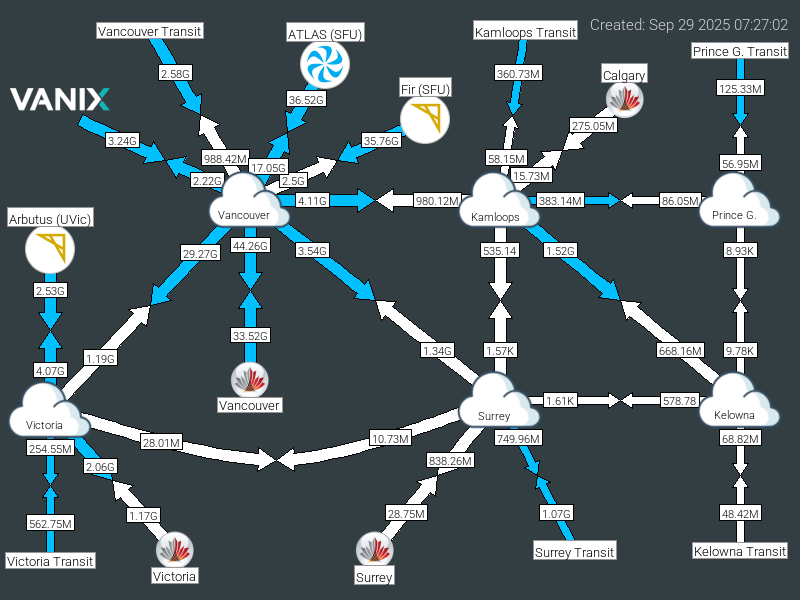 Created: Sep 29 2025 07:27:02
Vancouver Transit
ATLAS (SFU)
Kamloops Transit
Prince G. Transit
2.58G
360.73M
Calgary
125.33M
Fir (SFU)
VANIX
36.52G
275.05M
3.24G
35.76G
988.42M
58.15M
56.95M
17.05G
15.73M
2.22G
2.5G
4.11G
980.12M
383.14M
86.05M
Vancouver
Kamloops
Prince G.
Arbutus (UVic)
29.27G
44.26G
3.54G
535.14
1.52G
8.93K
2.53G
33.52G
1.19G
1.34G
1.57K
668.16M
9.78K
4.07G
Vancouver
1.61K
578.78
Victoria
Surrey
Kelowna
28.01M
10.73M
749.96M
68.82M
254.55M
2.06G
838.26M
562.75M
1.17G
28.75M
1.07G
48.42M
Victoria Transit
Victoria
Surrey
Surrey Transit
Kelowna Transit